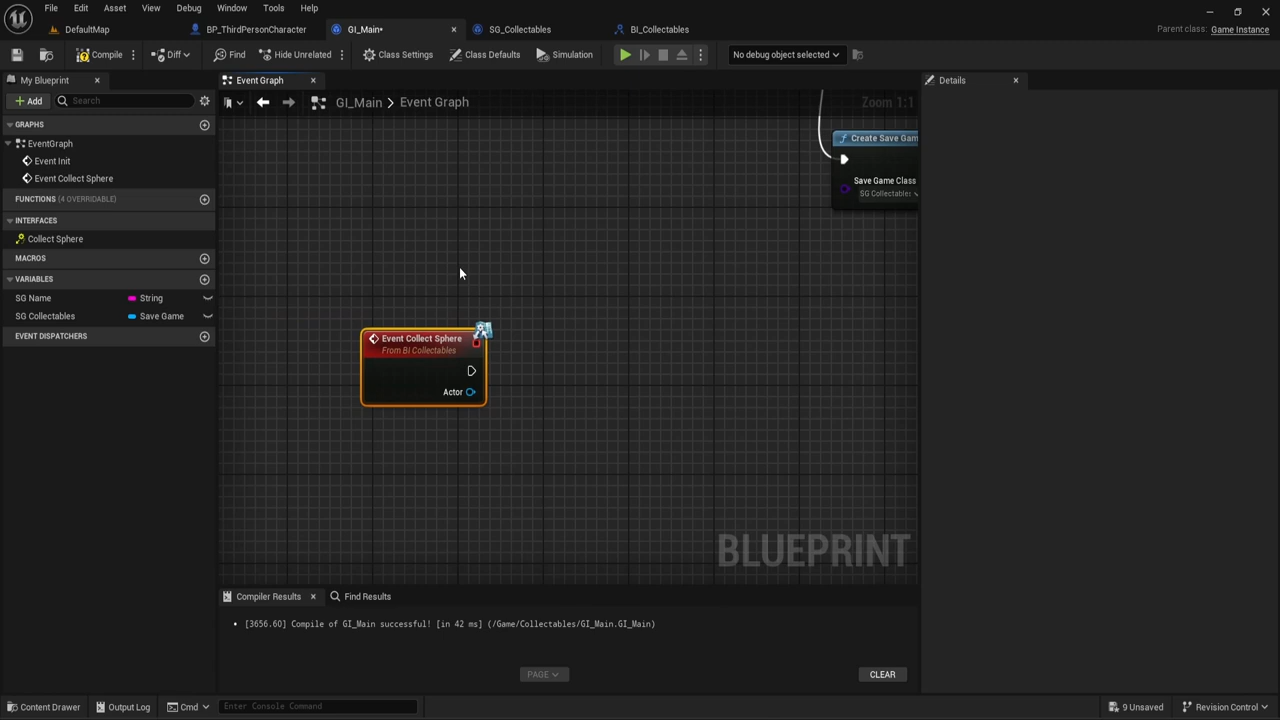 File Edit Asset View Debug Window Tools Help
DefaultMap BP_ThirdPersonCharacter GI_Main• SG_Collectables BI_Collectables Parent class: Game Instance
Compile Diff Find Hide Unrelated Class Settings Class Defaults Simulation No debug object selected
My Blueprint Event Graph Details
Add Search GI_Main > Event Graph Zoom 1:1
GRAPHS
EventGraph
Event Init
Event Collect Sphere
FUNCTIONS (4 OVERRIDABLE)
INTERFACES
Collect Sphere
MACROS
VARIABLES
SG Name String
SG Collectables Save Game
EVENT DISPATCHERS
Create Save Gam
Save Game Class
SG Collectables
Event Collect Sphere
From BI Collectables
Actor
BLUEPRINT
Compiler Results Find Results
• [3656.60] Compile of GI_Main successful! [in 42 ms] (/Game/Collectables/GI_Main.GI_Main)
PAGE CLEAR
Content Drawer Output Log Cmd Enter Console Command 9 Unsaved Revision Control